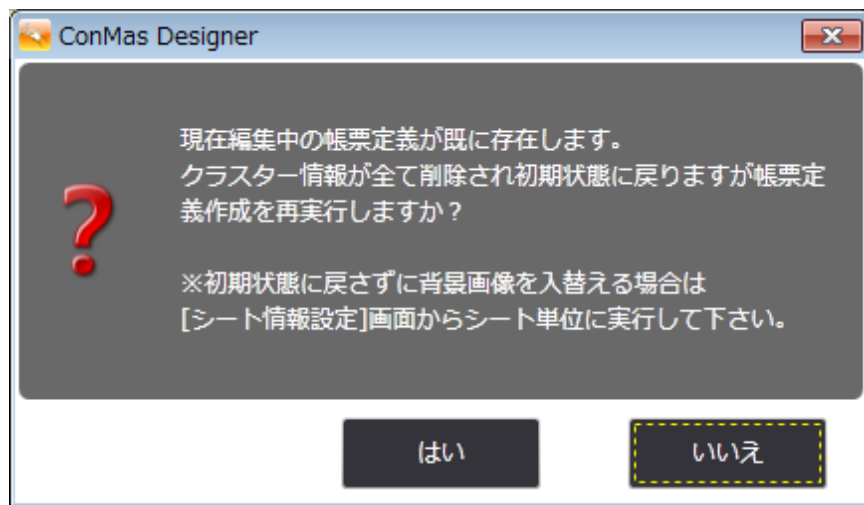 ConMas Designer
現在編集中の帳票定義が既に存在します。
クラスター情報が全て削除され初期状態に戻りますが帳票定
義作成を再実行しますか？
※初期状態に戻さずに背景画像を入替える場合は
[シート情報設定]画面からシート単位に実行して下さい。
はい
いいえ